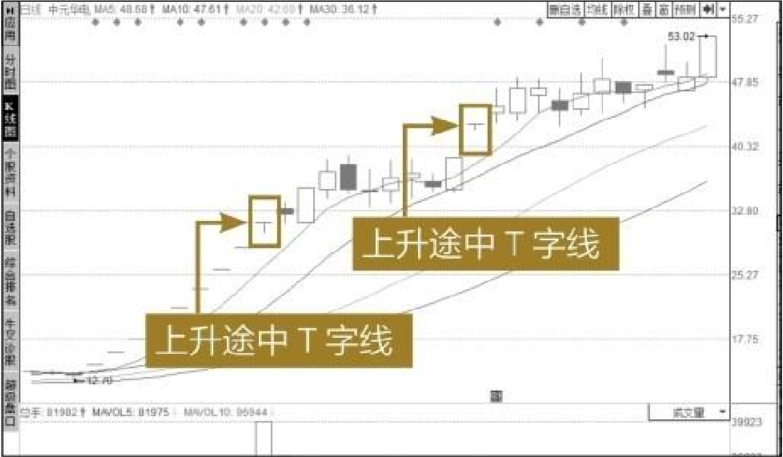 日线 中元华电 MA5: 48.68↑ MA10: 47.61↑ MA20: 42.69↑ MA30: 36.12↑
删自选 均线 除权 叠 窗 预测
应用
分时图
K线图
个股资料
自选股
综合排名
牛叉诊股
超级盘口
55.27
53.02
47.85
40.32
32.80
25.27
17.75
上升途中 T 字线
上升途中 T 字线
12.79
总手: 81982↑ MAVOL5: 81975↓ MAVOL10: 96944↓
成交量
39923